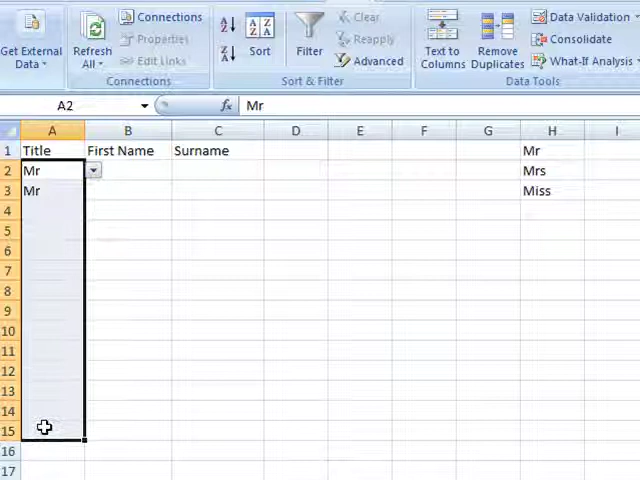 Connections
Clear
Data Validation
Get External
Data
Refresh
All
Properties
Sort
Filter
Reapply
Text to
Columns
Remove
Duplicates
Consolidate
Edit Links
Advanced
What-If Analysis
Connections
Sort & Filter
Data Tools
A2
fx
Mr
A B C D E F G H I
1 Title First Name Surname Mr
2 Mr Mrs
3 Mr Miss
4
5
6
7
8
9
10
11
12
13
14
15
16
17